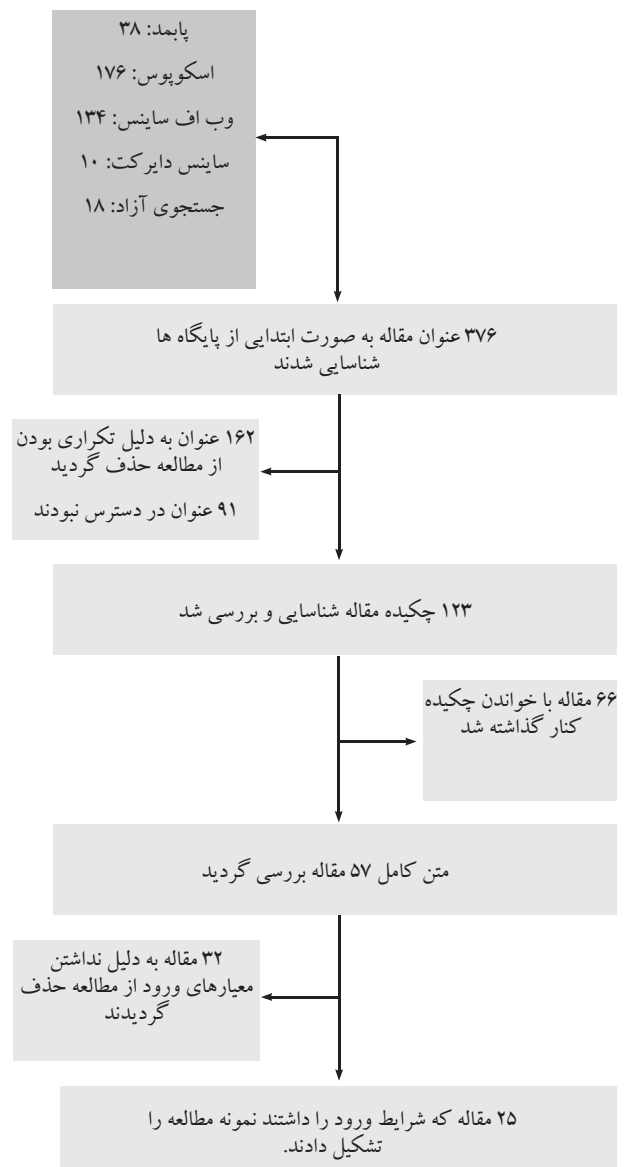 پابمد: ۳۸
اسکوپوس: ۱۷۶
وب اف ساینس: ۱۳۴
ساینس دایرکت: ۱۰
جستجوی آزاد: ۱۸
۳۷۶ عنوان مقاله به صورت ابتدایی از پایگاه ها
شناسایی شدند
۱۶۲ عنوان به دلیل تکراری بودن
از مطالعه حذف گردید
۹۱ عنوان در دسترس نبودند
۱۲۳ چکیده مقاله شناسایی و بررسی شد
۶۶ مقاله با خواندن چکیده
کنار گذاشته شد
متن کامل ۵۷ مقاله بررسی گردید
۳۲ مقاله به دلیل نداشتن
معیارهای ورود از مطالعه حذف
گردیدند
۲۵ مقاله که شرایط ورود را داشتند نمونه مطالعه را
تشکیل دادند.